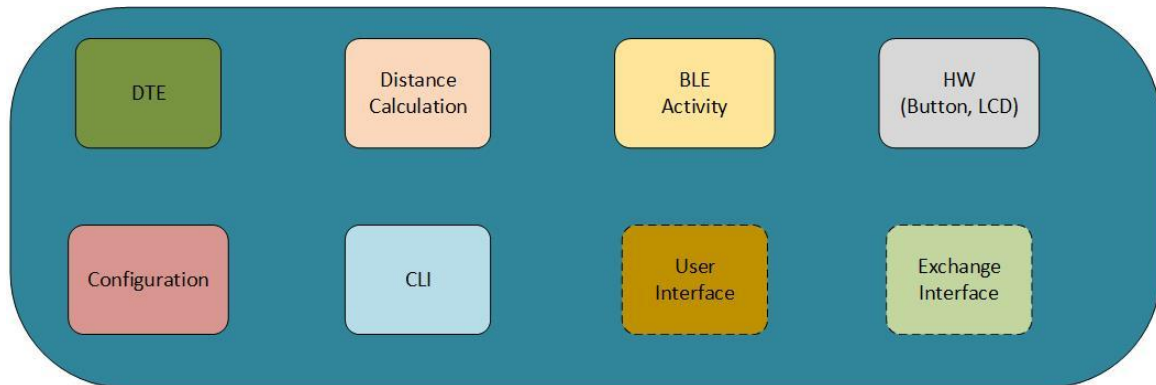 DTE
Distance
Calculation
BLE
Activity
HW
(Button, LCD)
Configuration
CLI
User
Interface
Exchange
Interface